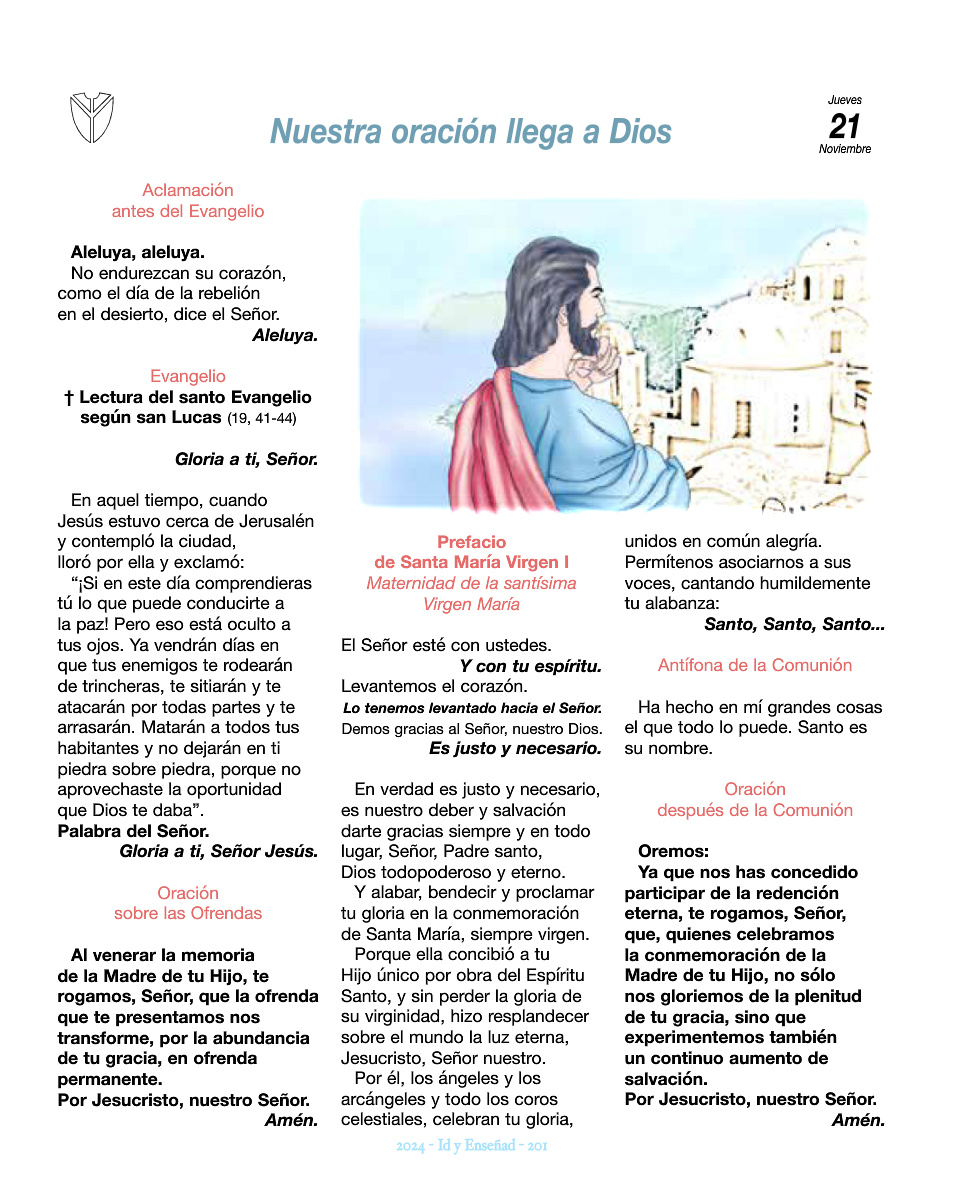 Nuestra oración llega a Dios
Jueves
21
Noviembre
Aclamación
antes del Evangelio
Aleluya, aleluya.
No endurezcan su corazón,
como el día de la rebelión
en el desierto, dice el Señor.
Aleluya.
Evangelio
† Lectura del santo Evangelio
según san Lucas (19, 41-44)
Gloria a ti, Señor.
En aquel tiempo, cuando
Jesús estuvo cerca de Jerusalén
y contempló la ciudad,
lloró por ella y exclamó:
“¡Si en este día comprendieras
tú lo que puede conducirte a
la paz! Pero eso está oculto a
tus ojos. Ya vendrán días en
que tus enemigos te rodearán
de trincheras, te sitiarán y te
atacarán por todas partes y te
arrasarán. Matarán a todos tus
habitantes y no dejarán en ti
piedra sobre piedra, porque no
aprovechaste la oportunidad
que Dios te daba”.
Palabra del Señor.
Gloria a ti, Señor Jesús.
Oración
sobre las Ofrendas
Al venerar la memoria
de la Madre de tu Hijo, te
rogamos, Señor, que la ofrenda
que te presentamos nos
transforme, por la abundancia
de tu gracia, en ofrenda
permanente.
Por Jesucristo, nuestro Señor.
Amén.
Prefacio
de Santa María Virgen I
Maternidad de la santísima
Virgen María
El Señor esté con ustedes.
Y con tu espíritu.
Levantemos el corazón.
Lo tenemos levantado hacia el Señor.
Demos gracias al Señor, nuestro Dios.
Es justo y necesario.
En verdad es justo y necesario,
es nuestro deber y salvación
darte gracias siempre y en todo
lugar, Señor, Padre santo,
Dios todopoderoso y eterno.
Y alabar, bendecir y proclamar
tu gloria en la conmemoración
de Santa María, siempre virgen.
Porque ella concibió a tu
Hijo único por obra del Espíritu
Santo, y sin perder la gloria de
su virginidad, hizo resplandecer
sobre el mundo la luz eterna,
Jesucristo, Señor nuestro.
Por él, los ángeles y los
arcángeles y todo los coros
celestiales, celebran tu gloria,
unidos en común alegría.
Permítenos asociarnos a sus
voces, cantando humildemente
tu alabanza:
Santo, Santo, Santo...
Antífona de la Comunión
Ha hecho en mí grandes cosas
el que todo lo puede. Santo es
su nombre.
Oración
después de la Comunión
Oremos:
Ya que nos has concedido
participar de la redención
eterna, te rogamos, Señor,
que, quienes celebramos
la conmemoración de la
Madre de tu Hijo, no sólo
nos gloriemos de la plenitud
de tu gracia, sino que
experimentemos también
un continuo aumento de
salvación.
Por Jesucristo, nuestro Señor.
Amén.
2024 - Id y Enseñad - 201